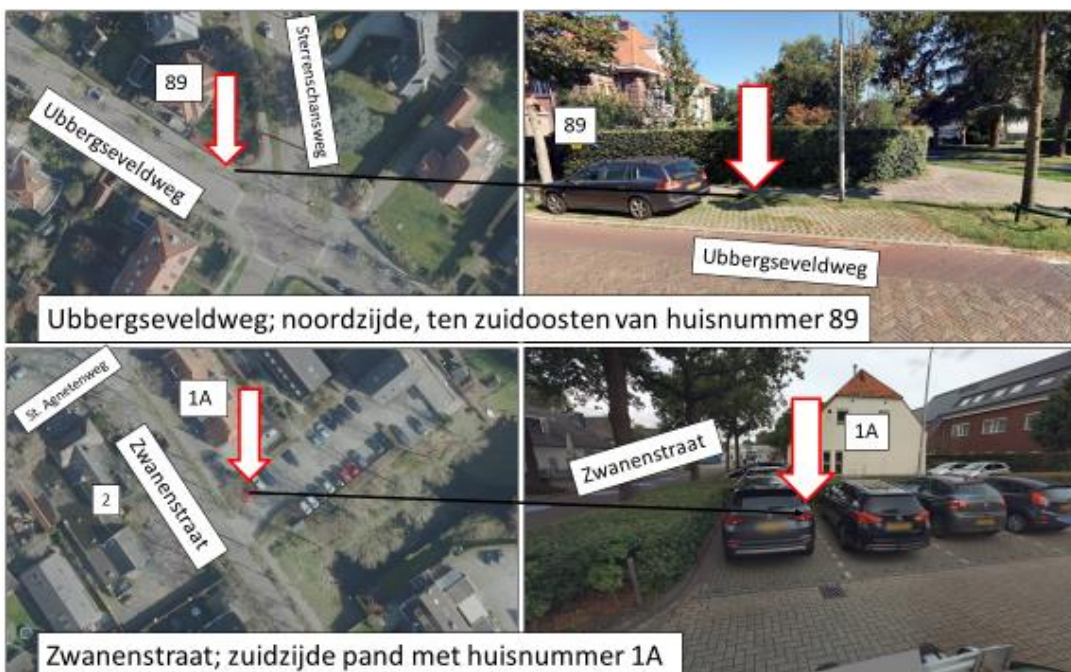 89
Sterrenschansweg
Ubbergseveldweg
89
Ubbergseveldweg
Ubbergseveldweg; noordzijde, ten zuidoosten van huisnummer 89
St. Agnetenweg
1A
Zwanenstraat
2
Zwanenstraat
1A
Zwanenstraat; zuidzijde pand met huisnummer 1A